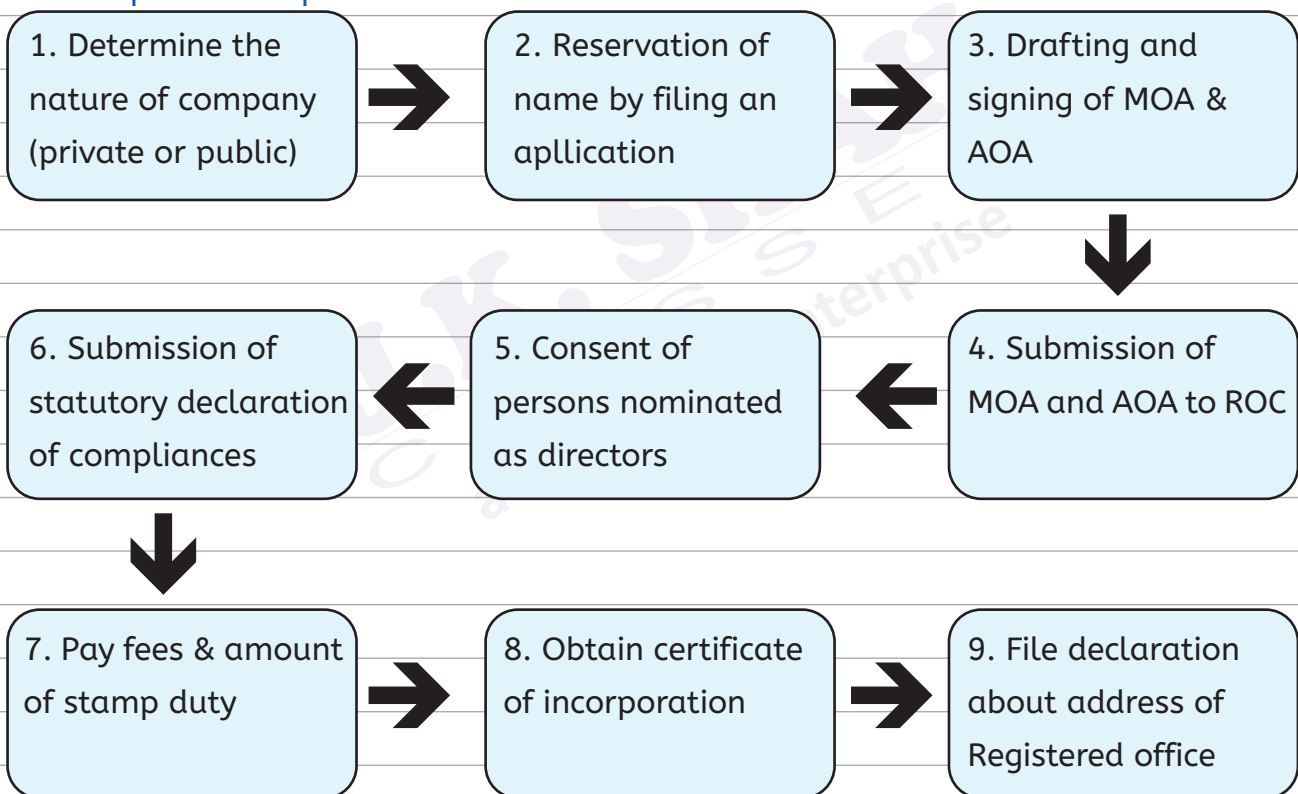 1. Determine the
nature of company
(private or public)
2. Reservation of
name by filing an
apllication
3. Drafting and
signing of MOA &
AOA
4. Submission of
MOA and AOA to ROC
5. Consent of
persons nominated
as directors
6. Submission of
statutory declaration
of compliances
7. Pay fees & amount
of stamp duty
8. Obtain certificate
of incorporation
9. File declaration
about address of
Registered office